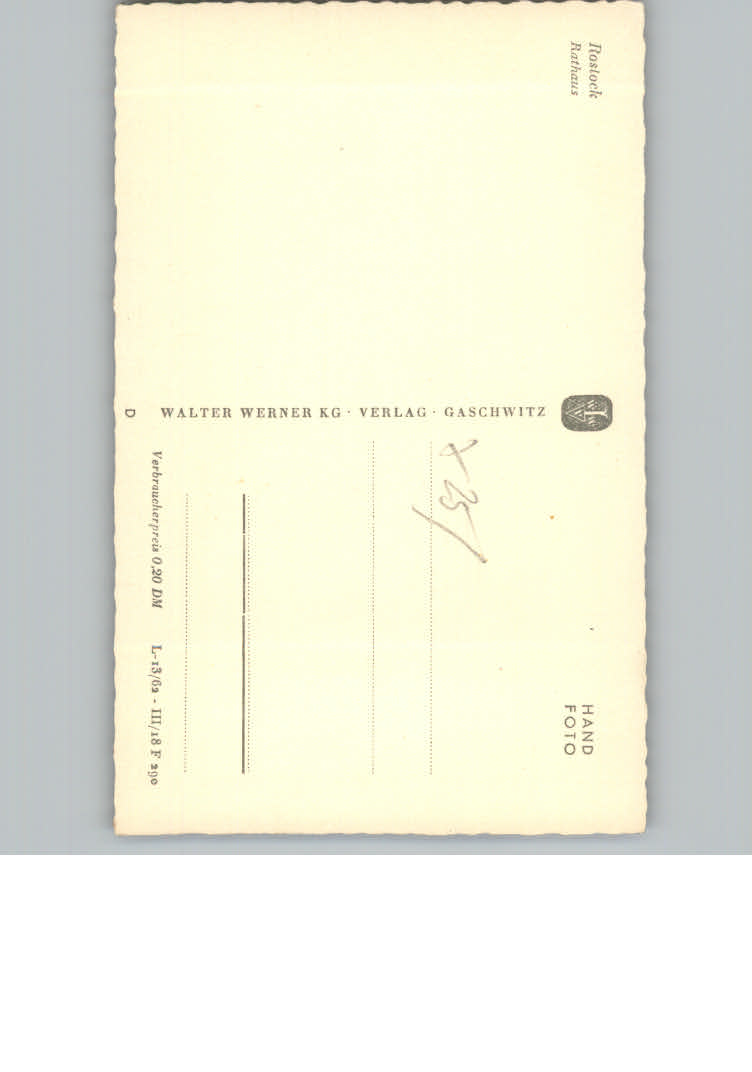 Rostock
Rathaus
WALTER WERNER KG · VERLAG · GASCHWITZ
D
HAND
FOTO
Verbraucherpreis 0,20 DM
L-13/62 - III/18 F 290